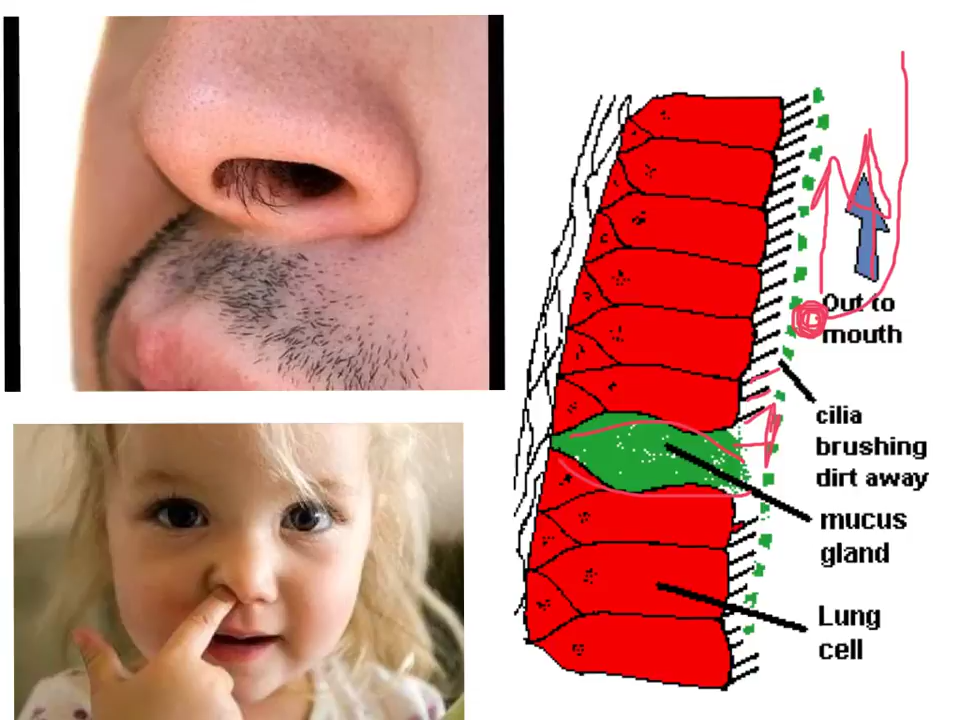 Out to
mouth
cilia
brushing
dirt away
mucus
gland
Lung
cell